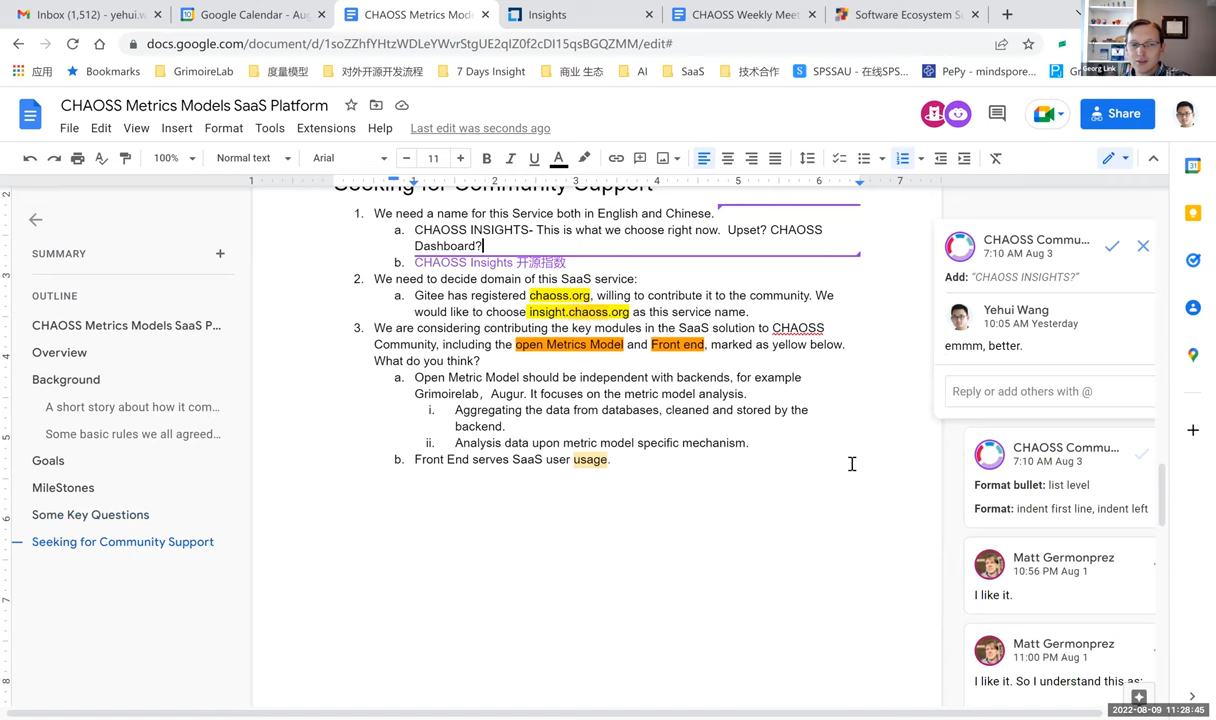 Inbox (1,512) - yehui.w
Google Calendar - Aug
CHAOSS Metrics Mode
Insights
CHAOSS Weekly Meet
Software Ecosystem S
docs.google.com/document/d/1soZZhfYHtzWDLeYWvrStgUE2qIZ0f2cDI15qsBGQZMM/edit#
应用
Bookmarks
GrimoireLab
度量模型
对外开源开发流程
7 Days Insight
商业 生态
AI
SaaS
技术合作
SPSSAU - 在线SPS...
PePy - mindspore...
Gr
Georg Link
CHAOSS Metrics Models SaaS Platform
File Edit View Insert Format Tools Extensions Help Last edit was seconds ago
Share
100% Normal text Arial 11
1 1 2 3 4 5 6 7
SUMMARY
OUTLINE
CHAOSS Metrics Models SaaS P...
Overview
Background
A short story about how it com...
Some basic rules we all agreed...
Goals
MileStones
Some Key Questions
Seeking for Community Support
Seeking for Community Support
1. We need a name for this Service both in English and Chinese.
a. CHAOSS INSIGHTS- This is what we choose right now. Upset? CHAOSS
Dashboard?
b. CHAOSS Insights 开源指数
2. We need to decide domain of this SaaS service:
a. Gitee has registered chaoss.org, willing to contribute it to the community. We
would like to choose insight.chaoss.org as this service name.
3. We are considering contributing the key modules in the SaaS solution to CHAOSS
Community, including the open Metrics Model and Front end, marked as yellow below.
What do you think?
a. Open Metric Model should be independent with backends, for example
Grimoirelab，Augur. It focuses on the metric model analysis.
i. Aggregating the data from databases, cleaned and stored by the
backend.
ii. Analysis data upon metric model specific mechanism.
b. Front End serves SaaS user usage.
CHAOSS Commu...
7:10 AM Aug 3
Add: "CHAOSS INSIGHTS?"
Yehui Wang
10:05 AM Yesterday
emmm, better.
Reply or add others with @
CHAOSS Commu...
7:10 AM Aug 3
Format bullet: list level
Format: indent first line, indent left
Matt Germonprez
10:56 PM Aug 1
I like it.
Matt Germonprez
11:00 PM Aug 1
I like it. So I understand this as:
2022-08-09 11:28:45